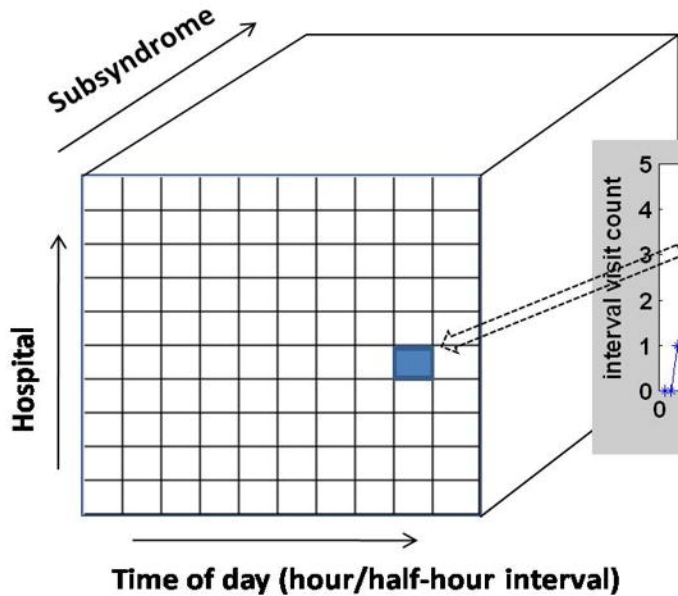 Subsyndrome
Hospital
Time of day (hour/half-hour interval)
interval visit count
5
4
3
2
1
0
0